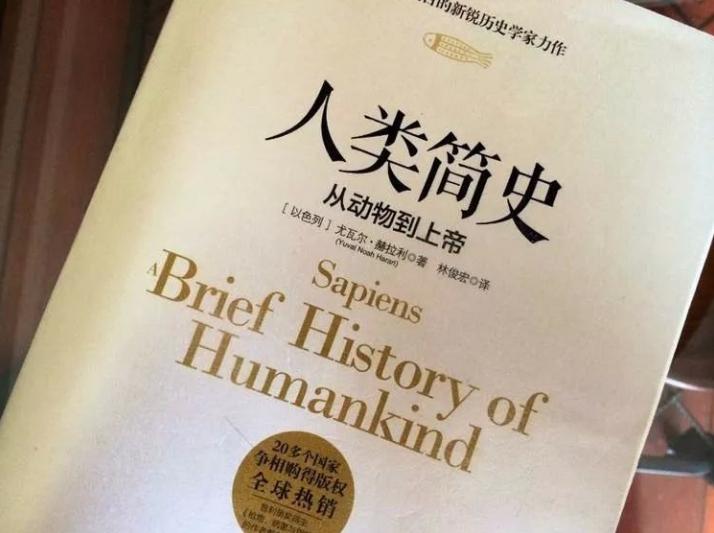 的新锐历史学家力作
人类简史
从动物到上帝
[以色列] 尤瓦尔·赫拉利◎著 林俊宏◎译
(Yuval Noah Harari)
Sapiens
A Brief History of
Humankind
20多个国家
争相购得版权
全球热销